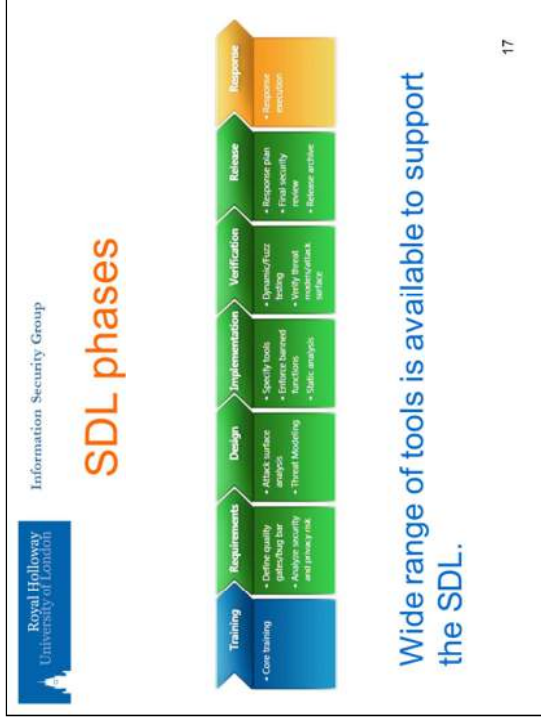 Royal Holloway
University of London
Information Security Group
SDL phases
Training
• Core training
Requirements
• Define quality
gates/bug bar
• Analyze security
and privacy risk
Design
• Attack surface
analysis
• Threat Modeling
Implementation
• Specify tools
• Enforce banned
functions
• Static analysis
Verification
• Dynamic/Fuzz
testing
• Verify threat
models/attack
surface
Release
• Response plan
• Final security
review
• Release archive
Response
• Response
execution
Wide range of tools is available to support
the SDL.
17